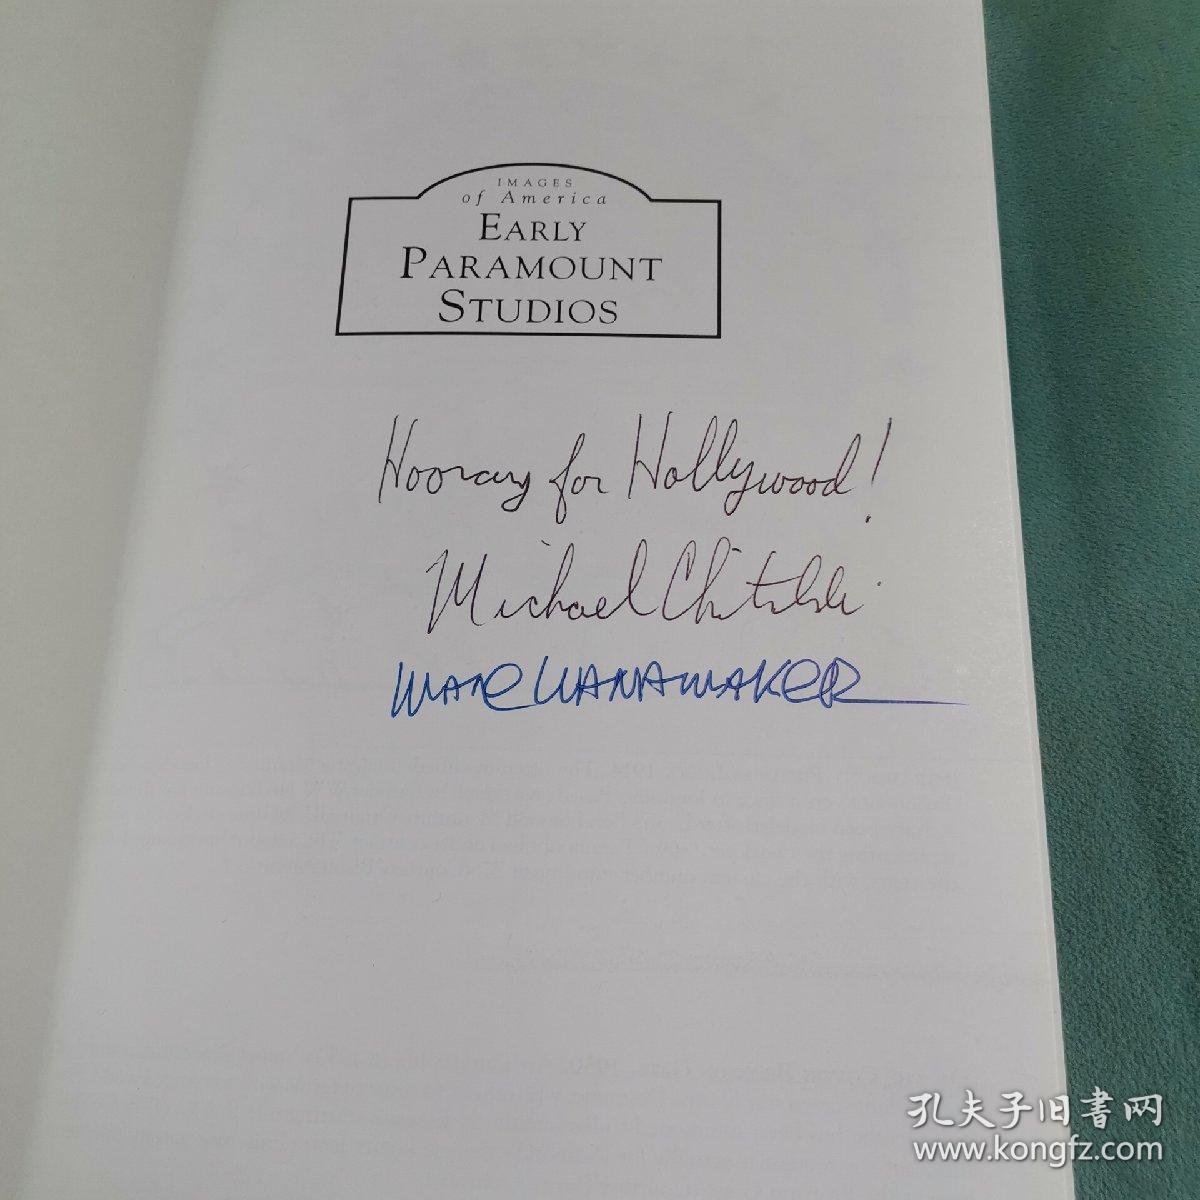 IMAGES
of America
EARLY
PARAMOUNT
STUDIOS
Hooray for Hollywood!
Michael
MARC WANAMAKER
孔夫子旧书网
www.kongfz.com